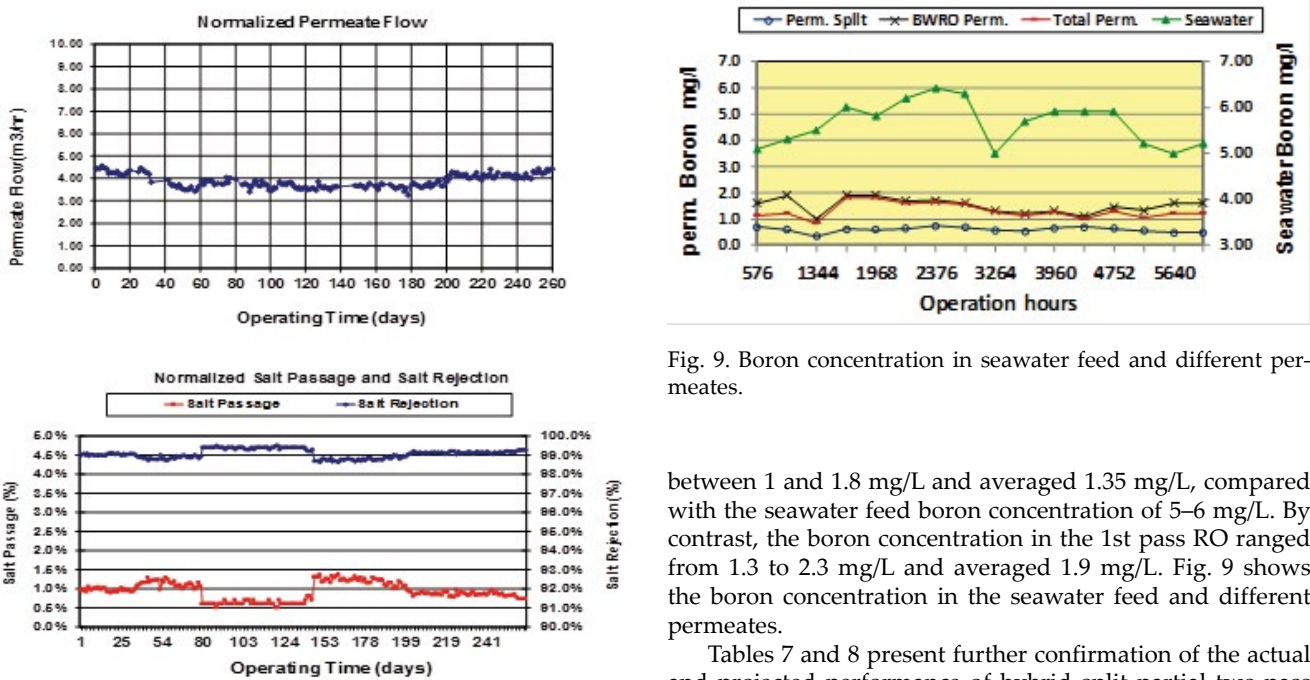 Normalized Permeate Flow
10.00
9.00
8.00
7.00
6.00
5.00
4.00
3.00
2.00
1.00
0.00
Permeate Flow(m3/hr)
0 20 40 60 80 100 120 140 160 180 200 220 240 260
Operating Time (days)
Normalized Salt Passage and Salt Rejection
Salt Passage Salt Rejection
5.0% 100.0%
4.5% 99.0%
4.0% 98.0%
3.5% 97.0%
3.0% 96.0%
2.5% 95.0%
2.0% 94.0%
1.5% 93.0%
1.0% 92.0%
0.5% 91.0%
0.0% 90.0%
Salt Passage (%)
Salt Rejection(%)
1 25 54 80 103 124 153 178 199 219 241
Operating Time (days)
Perm. Split BWRO Perm. Total Perm. Seawater
7.0 7.00
6.0 6.00
5.0 5.00
4.0 4.00
3.0 3.00
2.0
1.0
0.0
perm. Boron mg/l
Seawater Boron mg/l
576 1344 1968 2376 3264 3960 4752 5640
Operation hours
Fig. 9. Boron concentration in seawater feed and different per-
meates.
between 1 and 1.8 mg/L and averaged 1.35 mg/L, compared
with the seawater feed boron concentration of 5–6 mg/L. By
contrast, the boron concentration in the 1st pass RO ranged
from 1.3 to 2.3 mg/L and averaged 1.9 mg/L. Fig. 9 shows
the boron concentration in the seawater feed and different
permeates.
Tables 7 and 8 present further confirmation of the actual
and projected performance of hybrid split partial two-pass